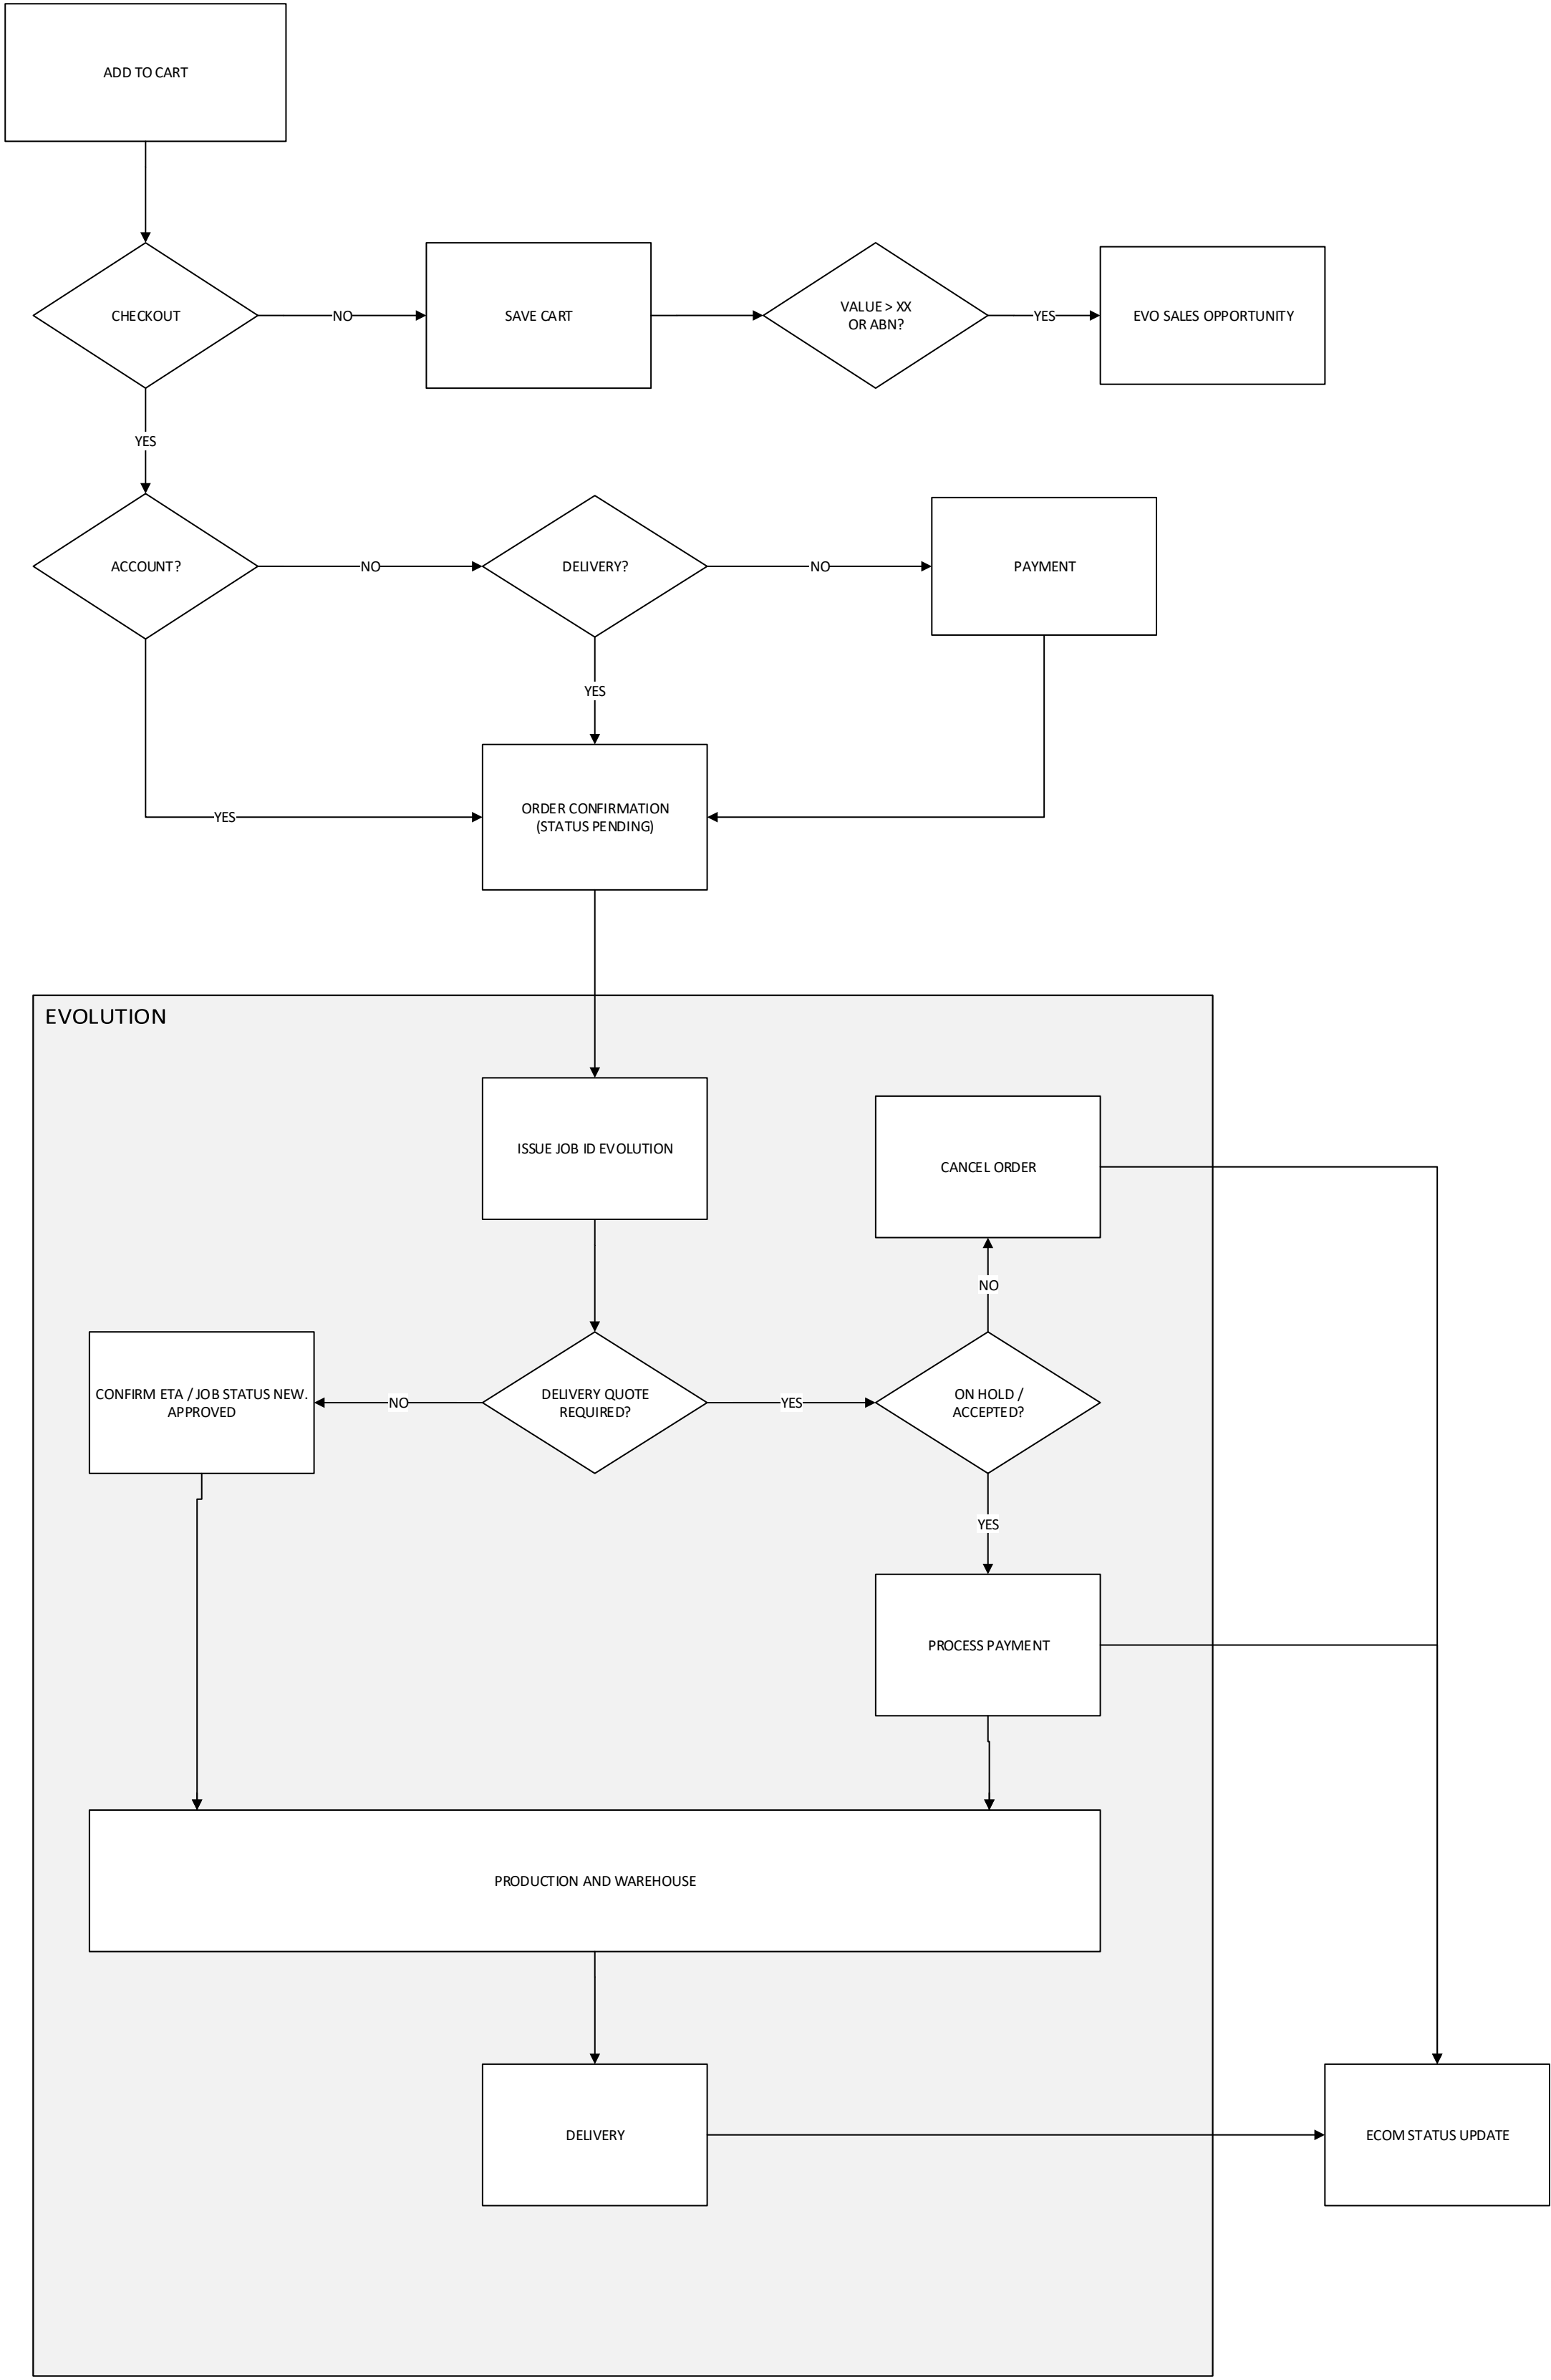 ADD TO CART
CHECKOUT
NO
SAVE CART
VALUE > XX
OR ABN?
YES
EVO SALES OPPORTUNITY
YES
ACCOUNT?
NO
DELIVERY?
NO
PAYMENT
YES
ORDER CONFIRMATION
(STATUS PENDING)
YES
EVOLUTION
ISSUE JOB ID EVOLUTION
CANCEL ORDER
NO
CONFIRM ETA / JOB STATUS NEW.
APPROVED
NO
DELIVERY QUOTE
REQUIRED?
YES
ON HOLD /
ACCEPTED?
YES
PROCESS PAYMENT
PRODUCTION AND WAREHOUSE
DELIVERY
ECOM STATUS UPDATE